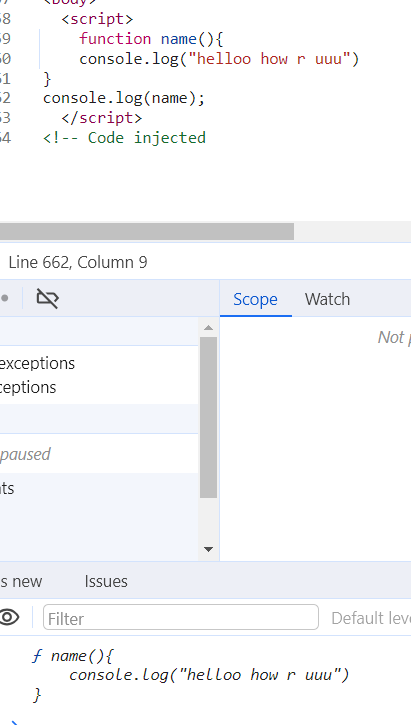 57 <body>
58 <script>
59 function name(){
60 console.log("helloo how r uuu")
61 }
62 console.log(name);
63 </script>
64 <!-- Code injected
Line 662, Column 9
Scope Watch
Not p
exceptions
ceptions
paused
nts
s new Issues
Filter Default leve
ƒ name(){
console.log("helloo how r uuu")
}